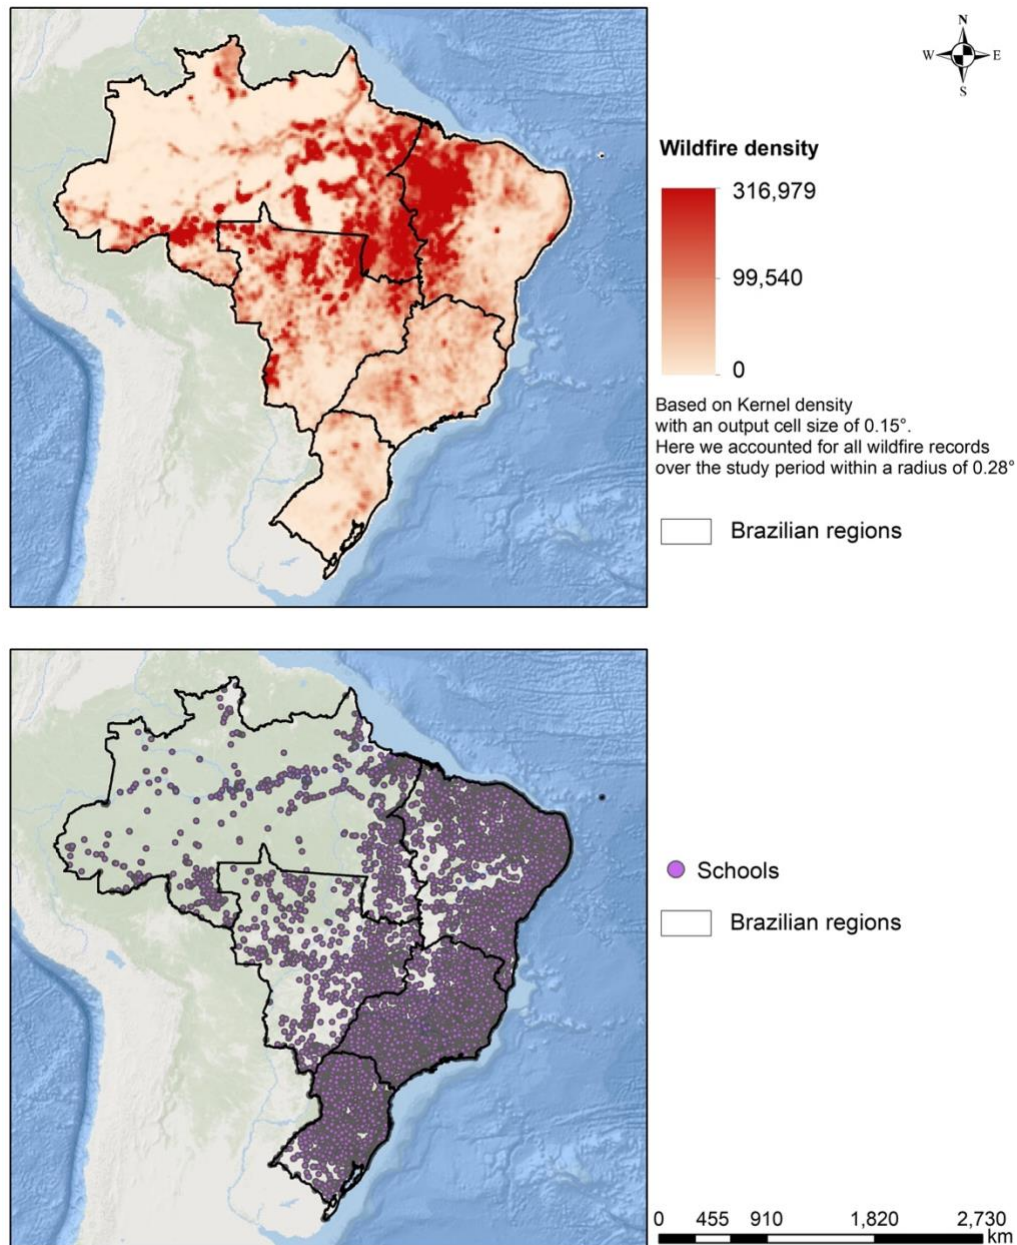 N
W E
S
Wildfire density
316,979
99,540
0
Based on Kernel density
with an output cell size of 0.15°.
Here we accounted for all wildfire records
over the study period within a radius of 0.28°
Brazilian regions
Schools
Brazilian regions
0 455 910 1,820 2,730
km